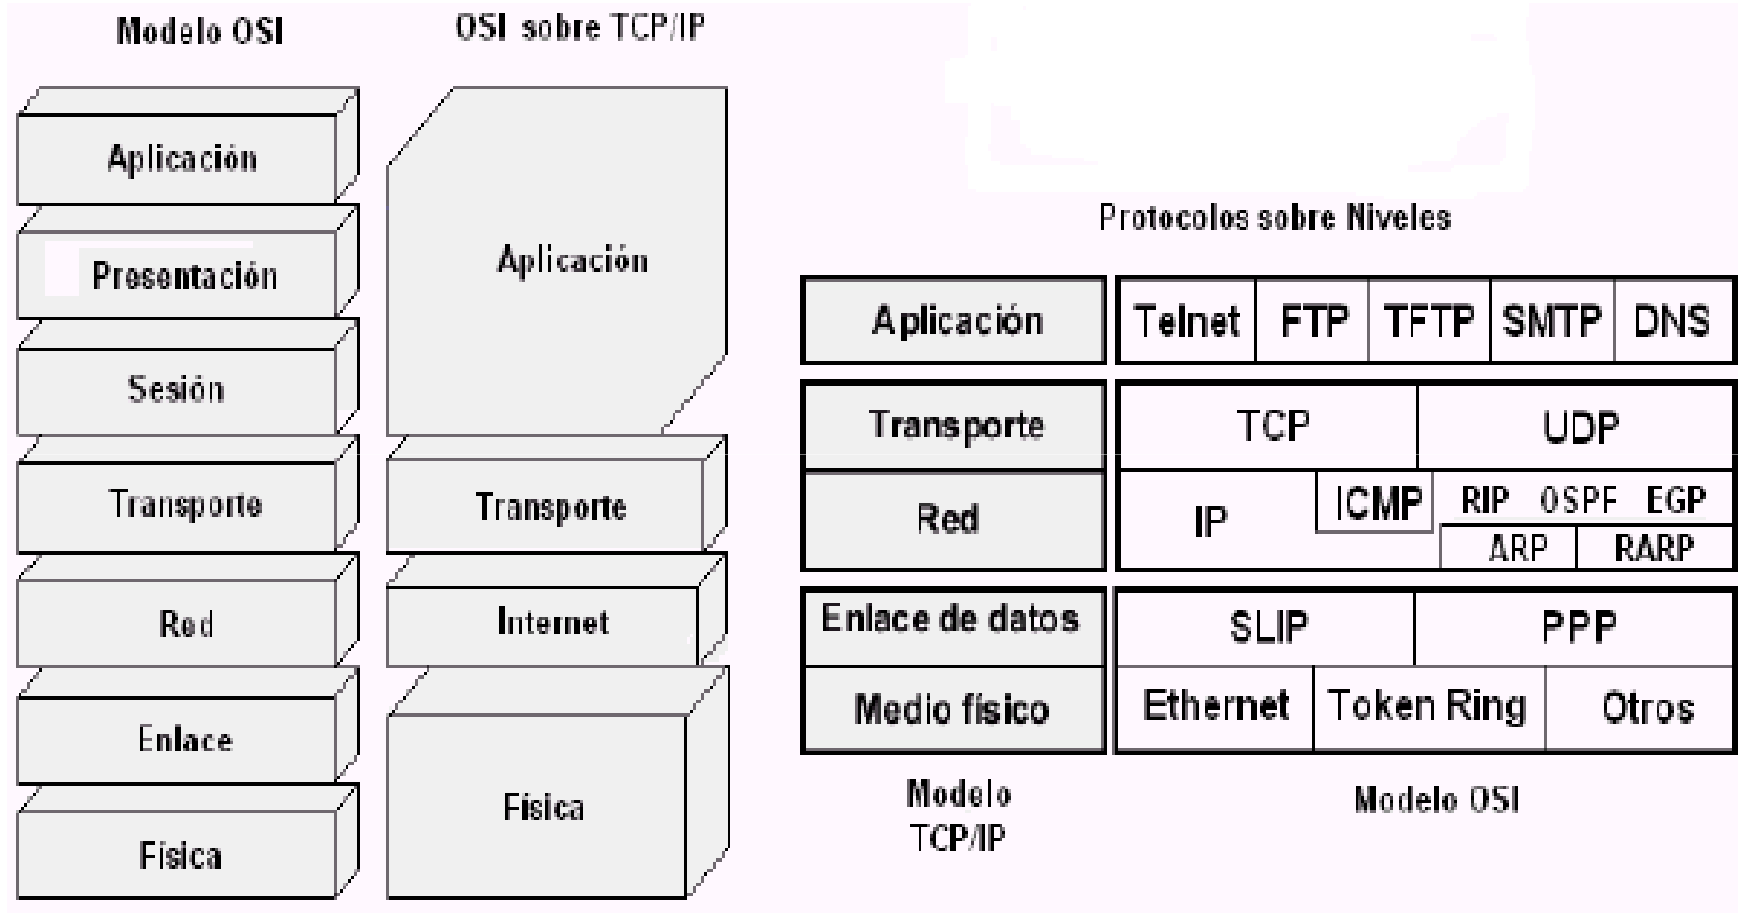 Modelo OSI
Aplicación
Presentación
Sesión
Transporte
Red
Enlace
Física
OSI sobre TCP/IP
Aplicación
Transporte
Internet
Física
Protocolos sobre Niveles
Aplicación Telnet FTP TFTP SMTP DNS
Transporte TCP UDP
Red IP ICMP RIP OSPF EGP
ARP RARP
Enlace de datos SLIP PPP
Medio físico Ethernet Token Ring Otros
Modelo
TCP/IP
Modelo OSI